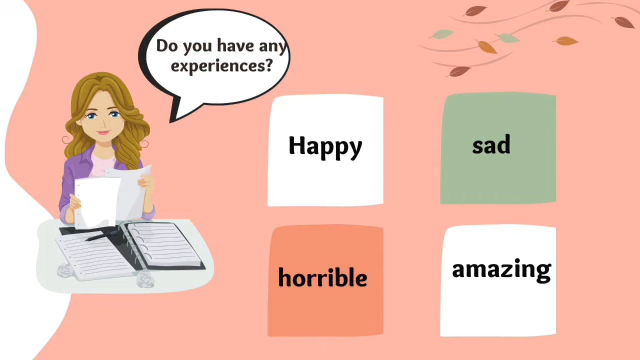 Do you have any
experiences?
Happy
sad
horrible
amazing